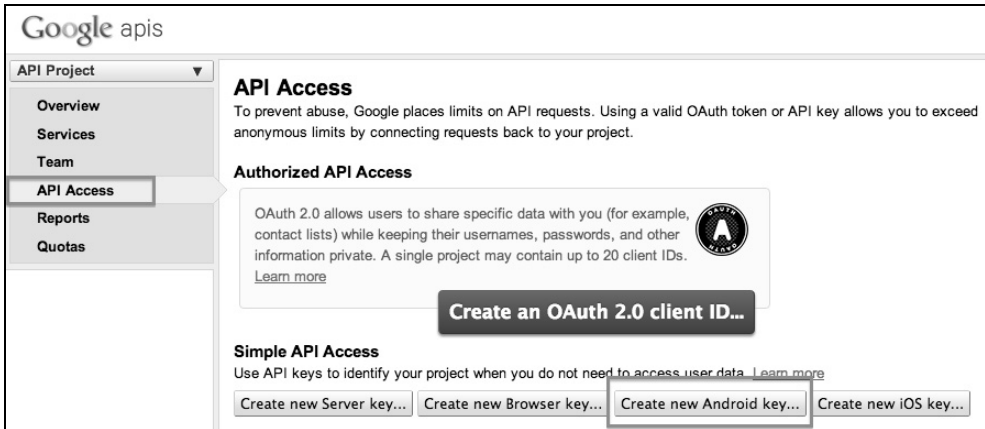 Google apis
API Project ▼
Overview
Services
Team
API Access
Reports
Quotas
API Access
To prevent abuse, Google places limits on API requests. Using a valid OAuth token or API key allows you to exceed
anonymous limits by connecting requests back to your project.
Authorized API Access
OAuth 2.0 allows users to share specific data with you (for example,
contact lists) while keeping their usernames, passwords, and other
information private. A single project may contain up to 20 client IDs.
Learn more
OAUTH
A
OAUTH
Create an OAuth 2.0 client ID...
Simple API Access
Use API keys to identify your project when you do not need to access user data. Learn more
Create new Server key... Create new Browser key... Create new Android key... Create new iOS key...